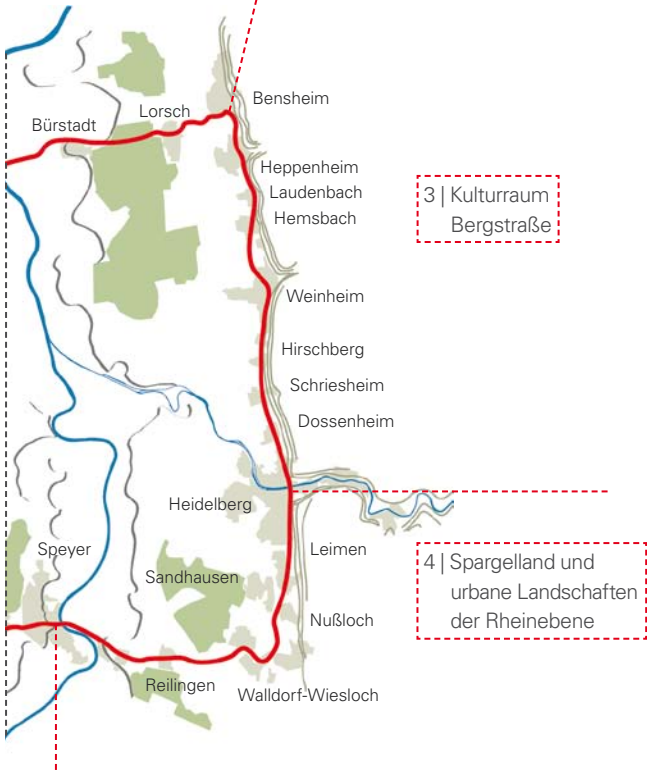 Bensheim
Lorsch
Bürstadt
Heppenheim
Laudenbach
Hemsbach
3 | Kulturraum
Bergstraße
Weinheim
Hirschberg
Schriesheim
Dossenheim
Heidelberg
Speyer
Leimen
Sandhausen
4 | Spargelland und
urbane Landschaften
der Rheinebene
Nußloch
Reilingen
Walldorf-Wiesloch